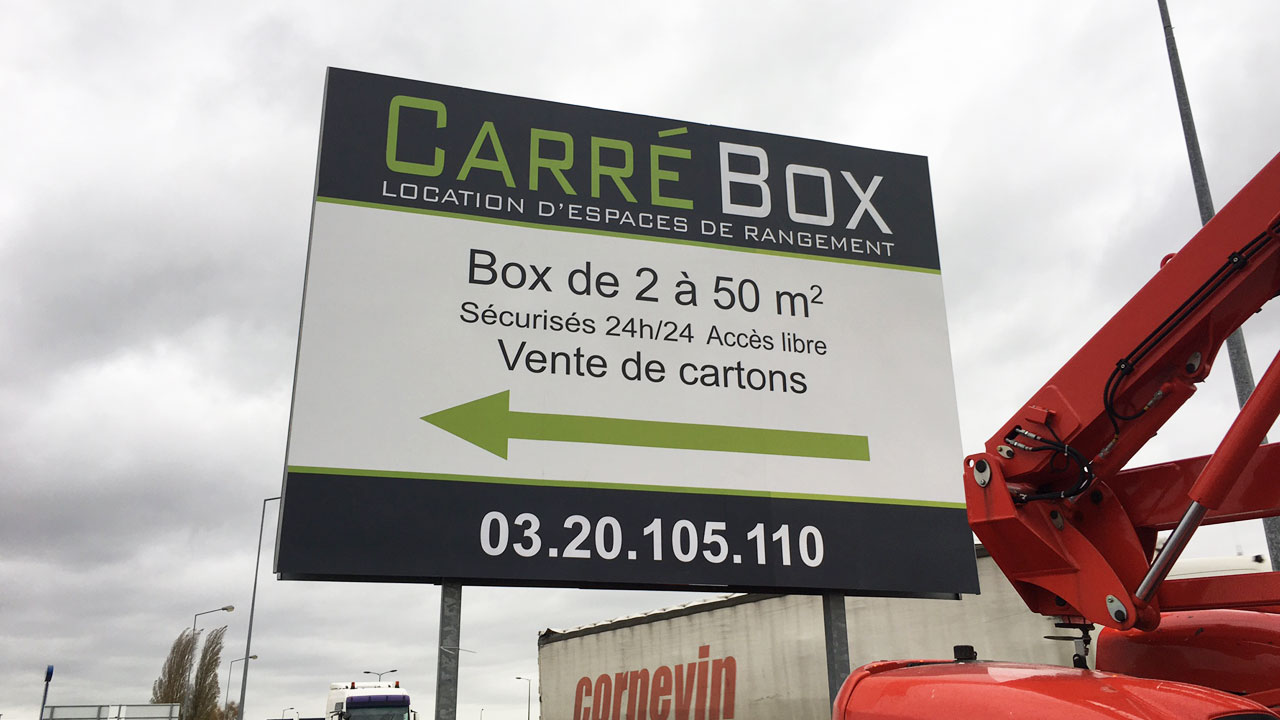 CARRÉ BOX
LOCATION D'ESPACES DE RANGEMENT
Box de 2 à 50 m²
Sécurisés 24h/24 Accès libre
Vente de cartons
03.20.105.110
cornevin